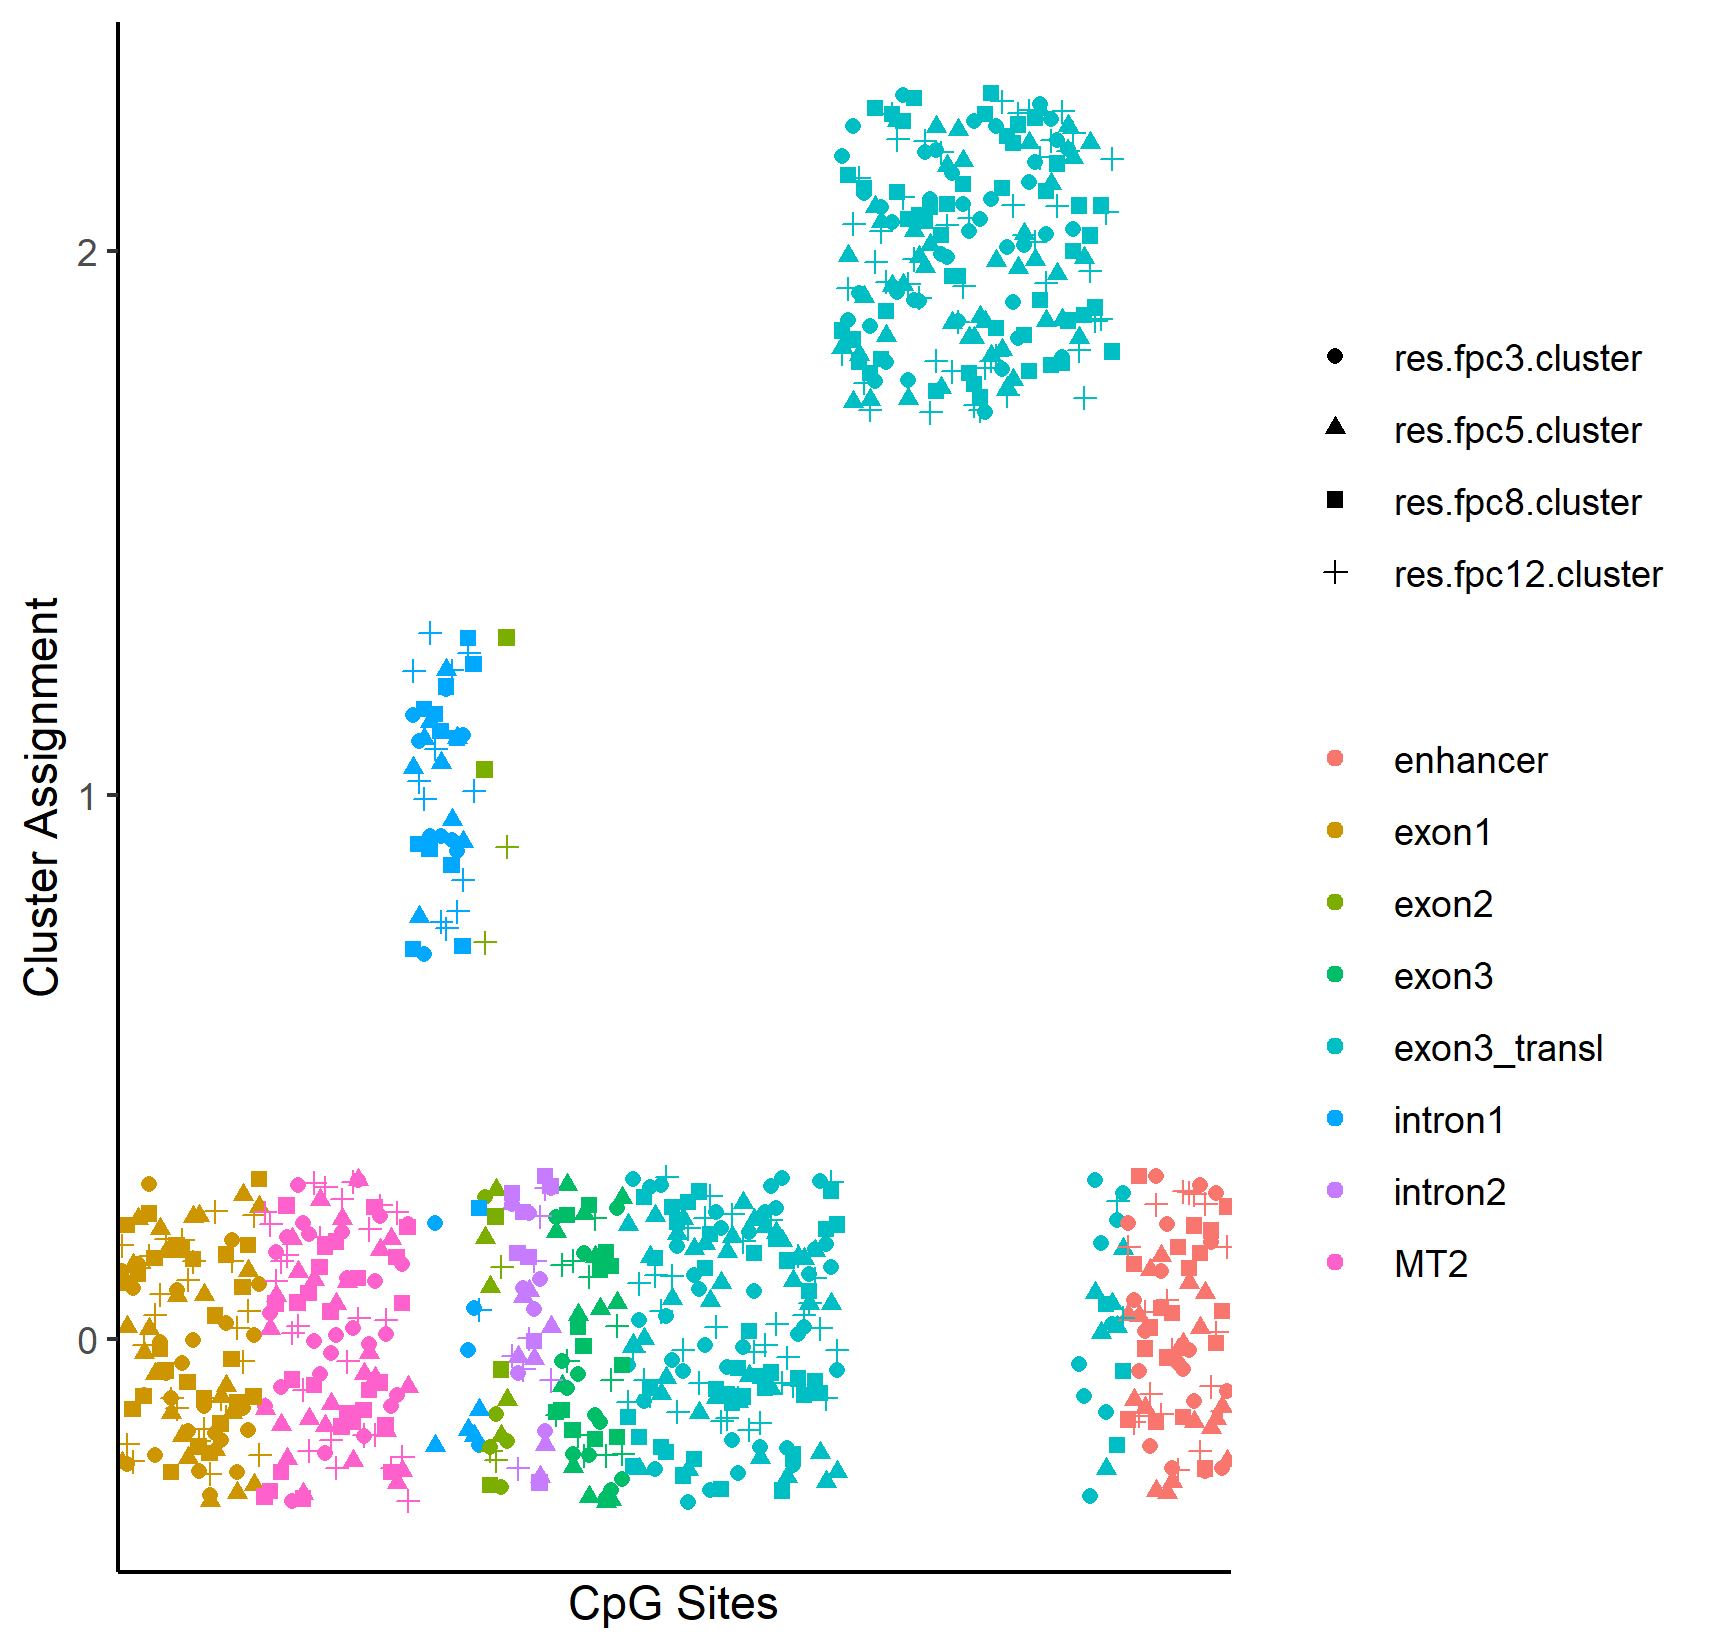 2
1
0
Cluster Assignment
CpG Sites
res.fpc3.cluster
res.fpc5.cluster
res.fpc8.cluster
res.fpc12.cluster
enhancer
exon1
exon2
exon3
exon3_transl
intron1
intron2
MT2